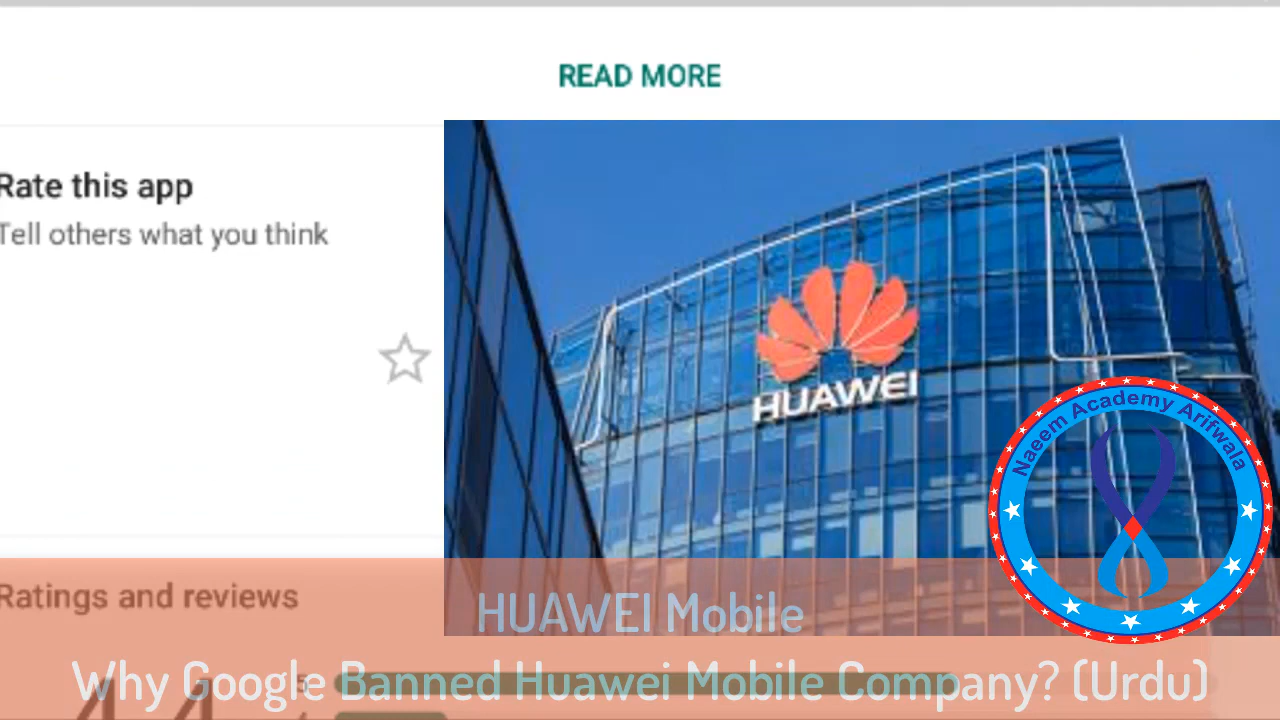 READ MORE
Rate this app
Tell others what you think
HUAWEI
Naeem Academy Arifwala
Ratings and reviews
HUAWEI Mobile
Why Google Banned Huawei Mobile Company? (Urdu)
5